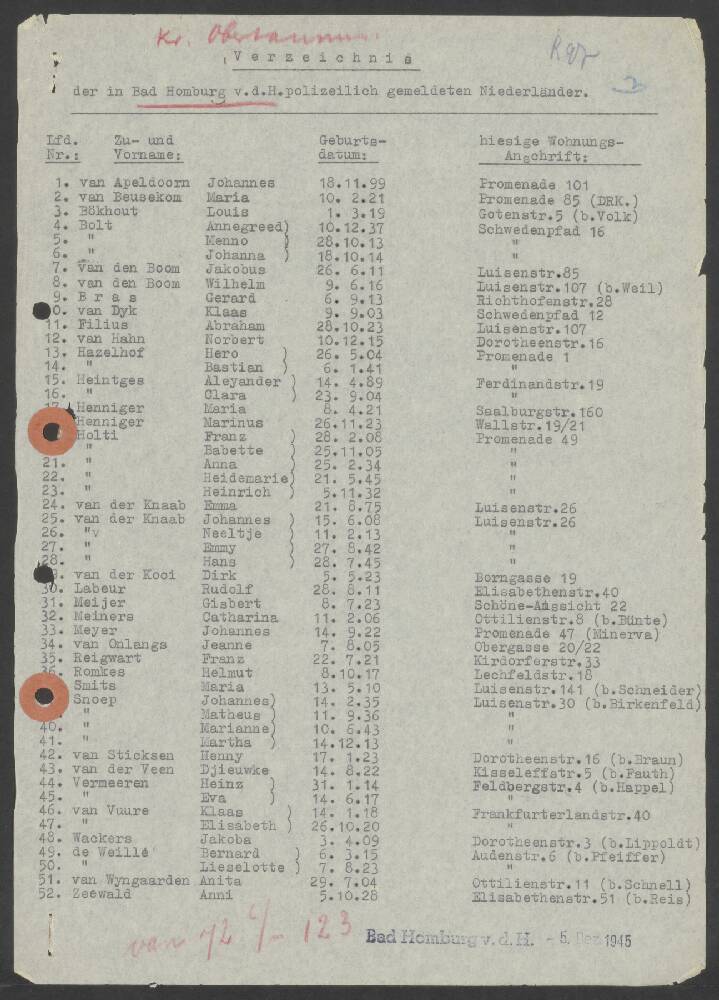 Kr. Obertaunus
Verzeichnis
der in Bad Homburg v.d.H.polizeilich gemeldeten Niederländer.
Lfd. Zu- und Geburts- hiesige Wohnungs-
Nr.: Vorname: datum: Anschrift:
1. van Apeldoorn Johannes 18.11.99 Promenade 101
2. van Beusekom Maria 10. 2.21 Promenade 85 (DRK.)
3. Bökhout Louis 1. 3.19 Gotenstr.5 (b.Volk)
4. Bolt Annegreed) 10.12.37 Schwedenpfad 16
5. " Menno ) 28.10.13 "
6. " Johanna ) 18.10.14 "
7. van den Boom Jakobus 26. 6.11 Luisenstr.85
8. van den Boom Wilhelm 9. 6.16 Luisenstr.107 (b.Weil)
9. B r a s Gerard 6. 9.13 Richthofenstr.28
0. van Dyk Klaas 9. 9.03 Schwedenpfad 12
11. Filius Abraham 28.10.23 Luisenstr.107
12. van Hahn Norbert 10.12.15 Dorotheenstr.16
13. Hazelhof Hero ) 26. 5.04 Promenade 1
14. " Bastian ) 6. 1.41 "
15. Heintges Aleyander ) 14. 4.89 Ferdinandstr.19
16. " Clara ) 23. 9.04 "
17. Henniger Maria 8. 4.21 Saalburgstr.160
Henniger Marinus 26.11.23 Wallstr.19/21
Holti Franz ) 28. 2.08 Promenade 49
" Babette ) 25.11.05 "
21. " Anna ) 25. 2.34 "
22. " Heidemarie) 21. 5.45 "
23. " Heinrich ) 5.11.32 "
24. van der Knaab Emma 21. 8.75 Luisenstr.26
25. van der Knaab Johannes ) 15. 6.08 Luisenstr.26
26. " Neeltje ) 11. 2.13 "
27. " Emmy ) 27. 8.42 "
28. " Hans ) 28. 7.45 "
9. van der Kooi Dirk 5. 5.23 Borngasse 19
30. Labeur Rudolf 28. 8.11 Elisabethenstr.40
31. Meijer Gisbert 8. 7.23 Schöne-Aussicht 22
32. Meiners Catharina 11. 2.06 Ottilienstr.8 (b.Bünte)
33. Meyer Johannes 14. 9.22 Promenade 47 (Minerva)
34. van Onlangs Jeanne 7. 8.05 Obergasse 20/22
35. Reigwart Franz 22. 7.21 Kirdorferstr.33
36. Romkes Helmut 8.10.17 Lechfeldstr.18
Smits Maria 13. 5.10 Luisenstr.141 (b.Schneider)
Snoep Johannes) 14. 2.35 Luisenstr.30 (b.Birkenfeld)
" Matheus ) 11. 9.36 "
40. " Marianne) 10. 6.43 "
41. " Martha ) 14.12.13 "
42. van Sticksen Henny 17. 1.23 Dorotheenstr.16 (b.Braun)
43. van der Veen Djieuwke 14. 8.22 Kisseleffstr.5 (b.Fauth)
44. Vermeeren Heinz ) 31. 1.14 Feldbergstr.4 (b.Happel)
45. " Eva ) 14. 6.17 "
46. van Vuure Klaas ) 14. 1.18 Frankfurterlandstr.40
47. " Elisabeth ) 26.10.20 "
48. Wackers Jakoba 3. 4.09 Dorotheenstr.3 (b.Lippoldt)
49. de Weille Bernard ) 6. 3.15 Audenstr.6 (b.Pfeiffer)
50. " Lieselotte ) 7. 8.23 "
51. van Wyngaarden Anita 29. 7.04 Ottilienstr.11 (b.Schnell)
52. Zeewald Anni 5.10.28 Elisabethenstr.51 (b.Reis)
123
Bad Homburg v.d.H. - 5. Dez 1945